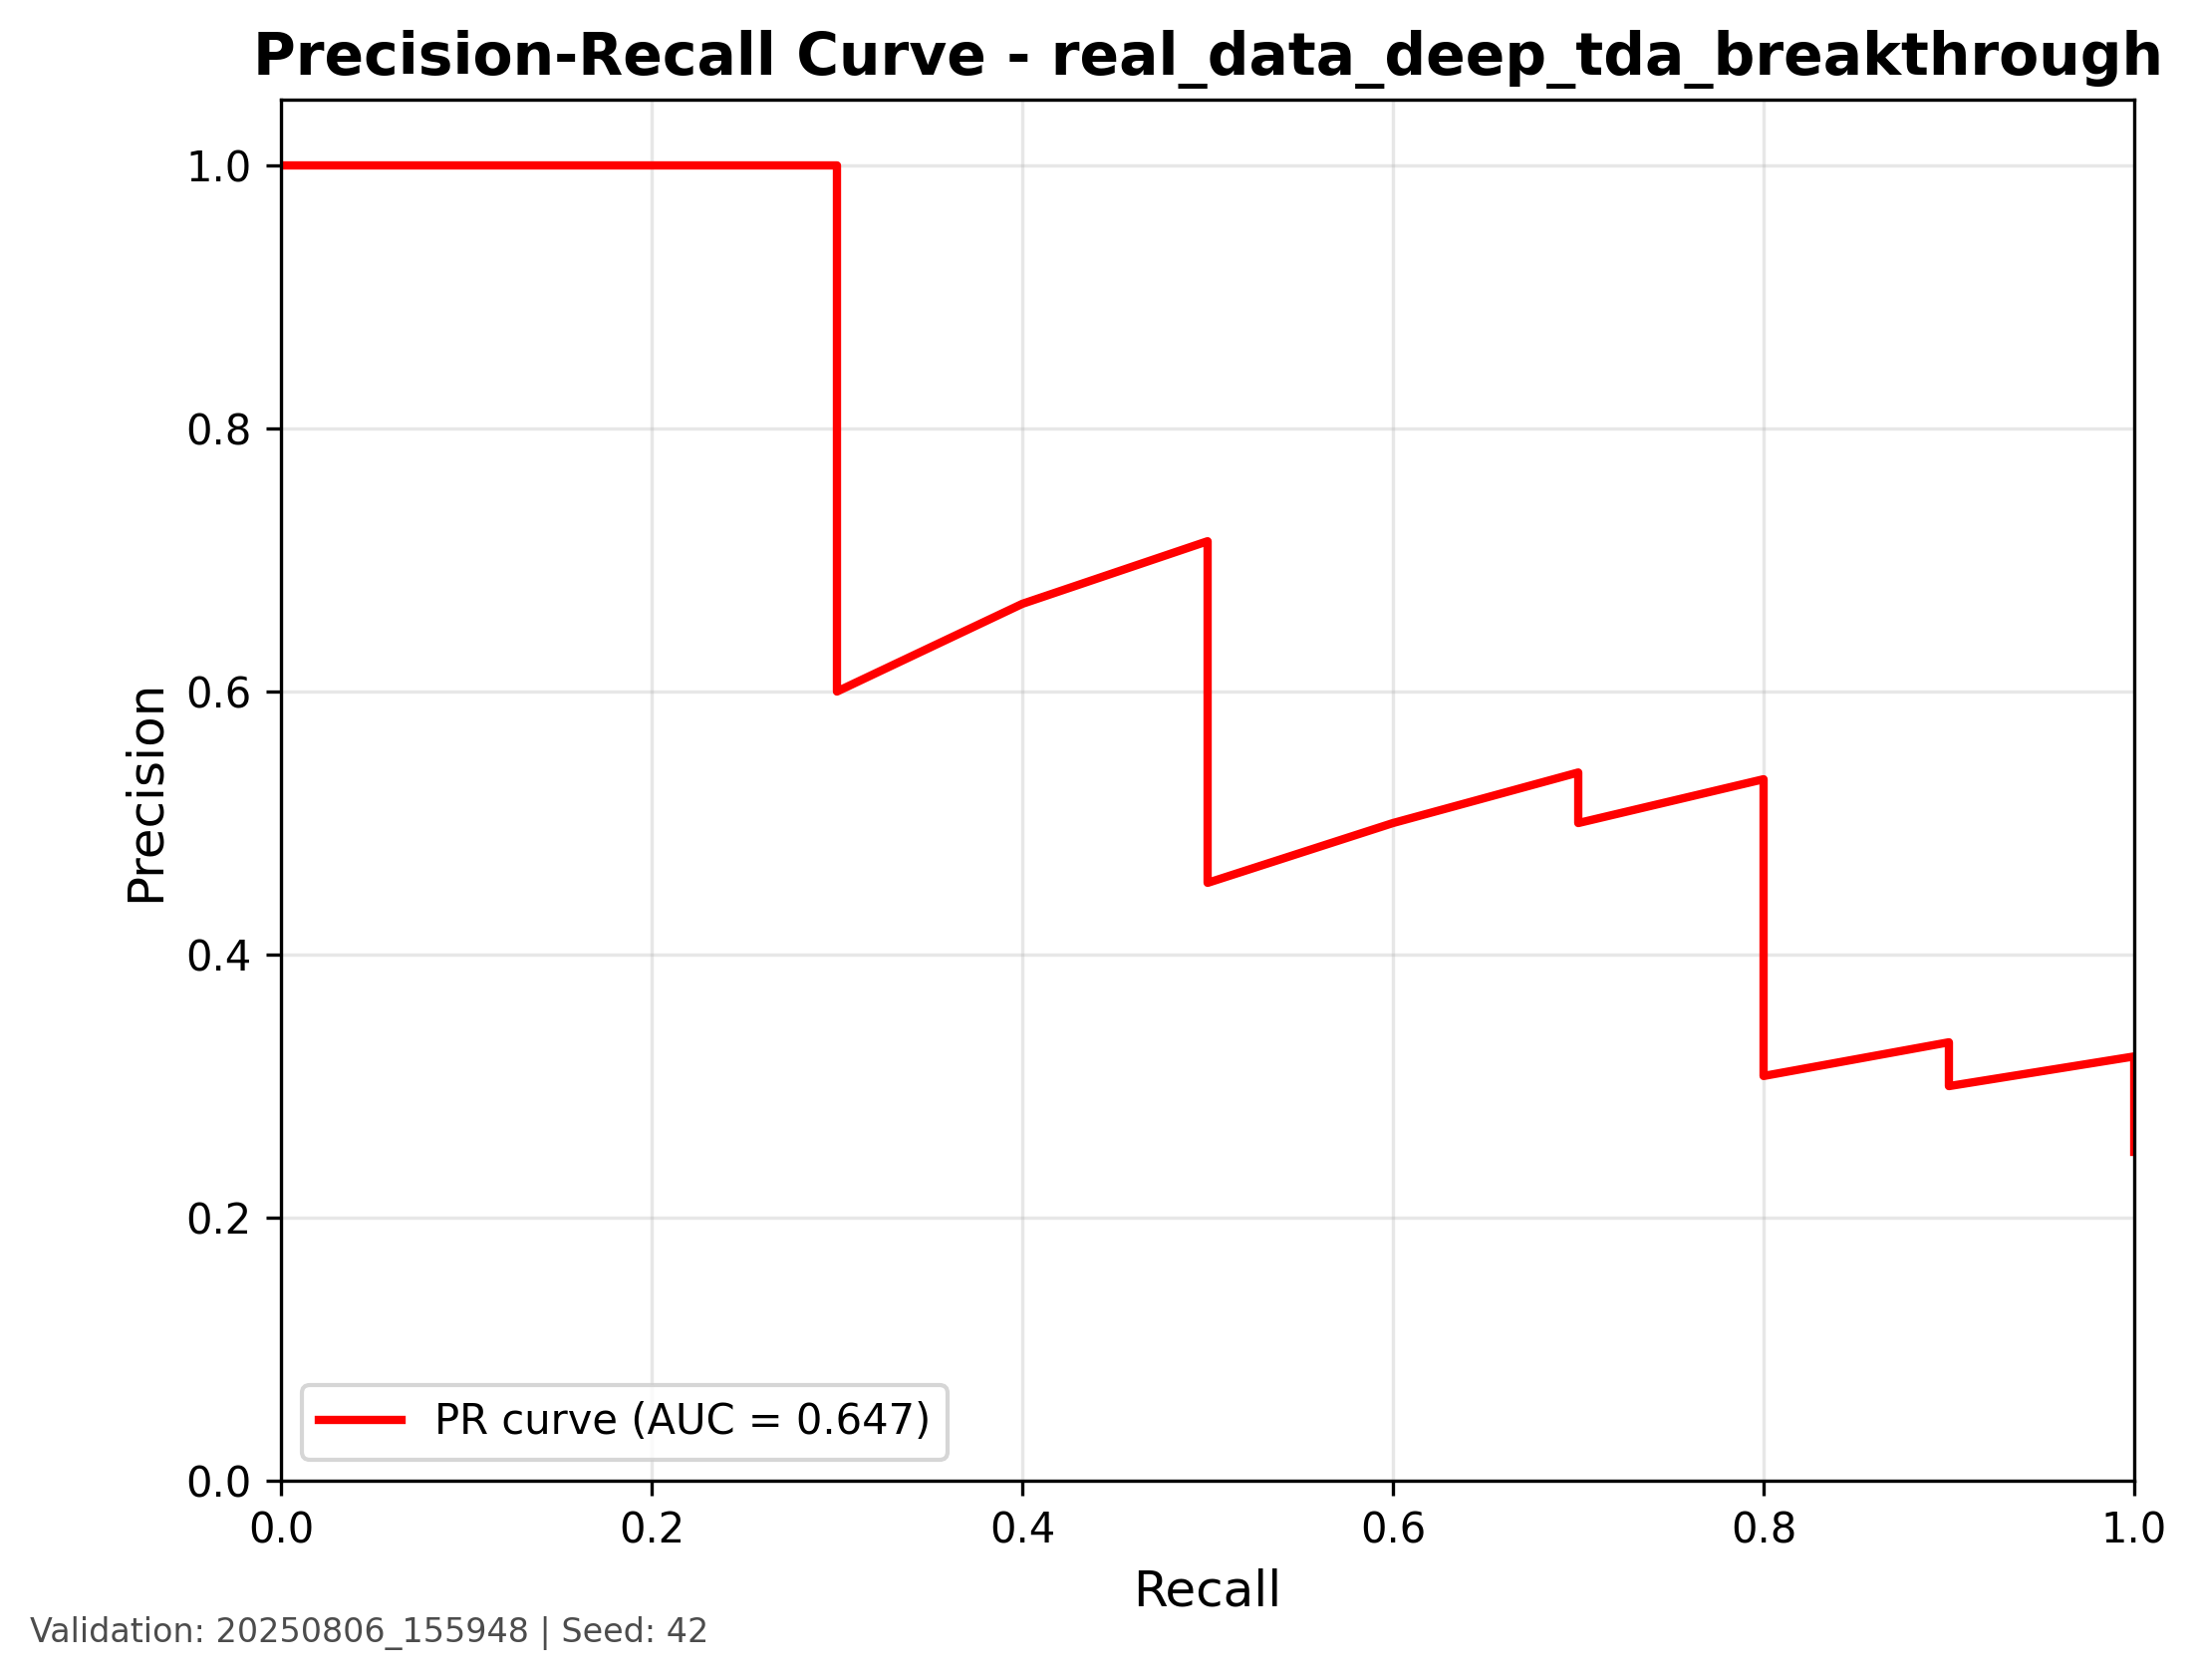 Precision-Recall Curve - real_data_deep_tda_breakthrough
Precision
1.0
0.8
0.6
0.4
0.2
0.0
PR curve (AUC = 0.647)
0.0 0.2 0.4 0.6 0.8 1.0
Recall
Validation: 20250806_155948 | Seed: 42